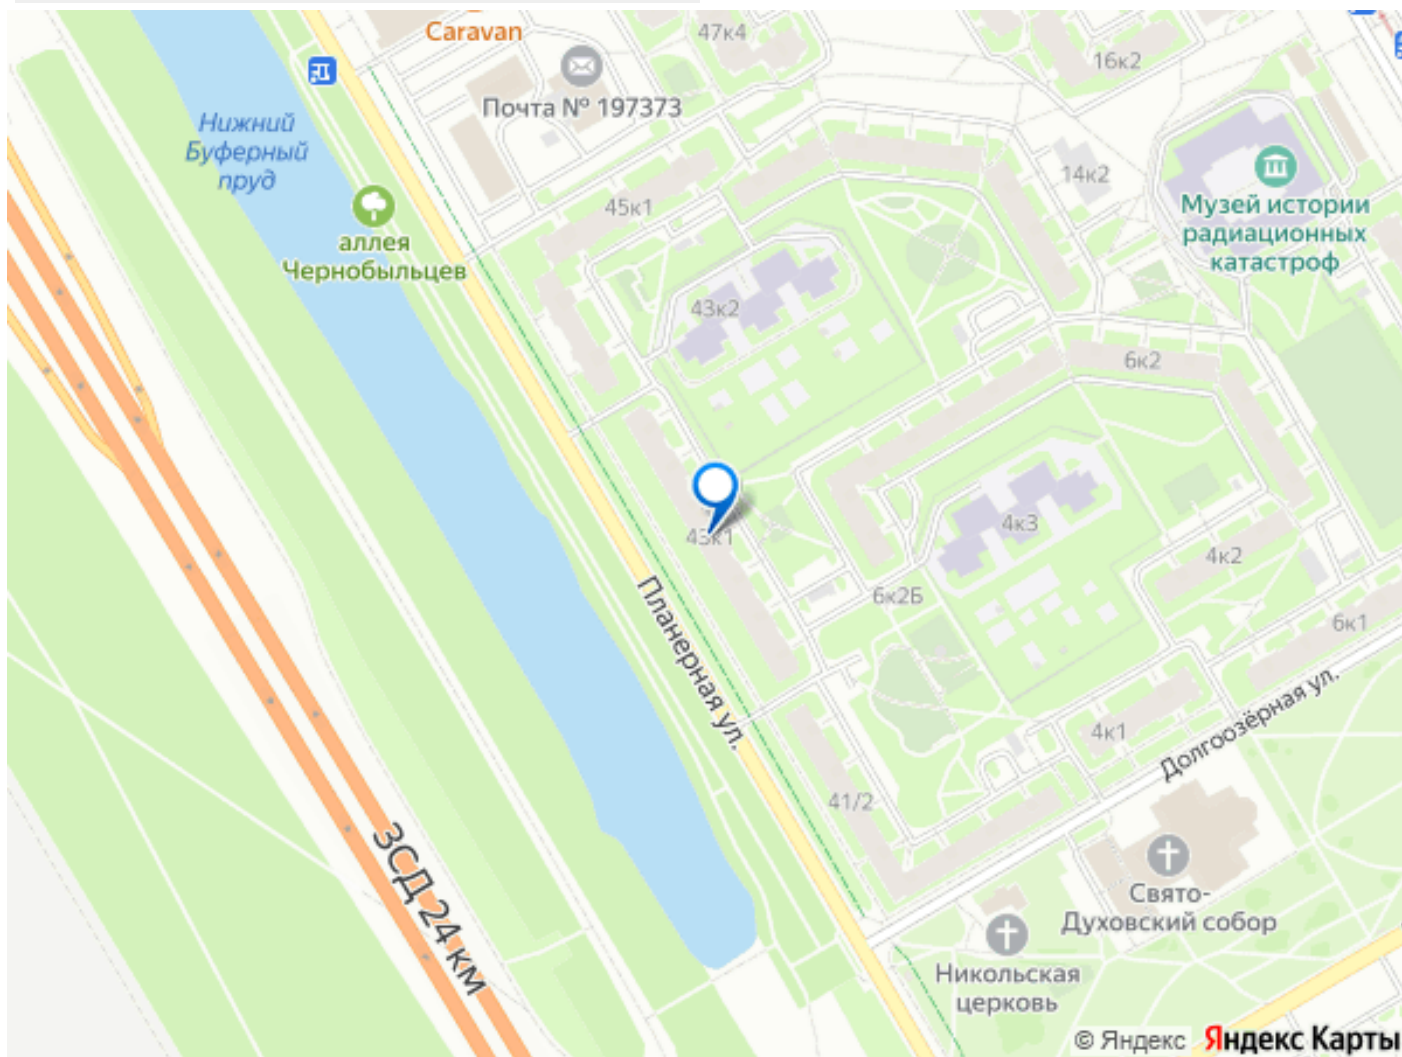 Caravan
47к4
16к2
Почта № 197373
Нижний
Буферный
пруд
14к2
45к1
Музей истории
радиационных
катастроф
аллея
Чернобыльцев
43к2
6к2
43к1
4к3
4к2
6к2Б
6к1
Планерная ул.
4к1
Долгоозёрная ул.
41/2
ЗСД 24 км
Свято-
Духовский собор
Никольская
церковь
© Яндекс Яндекс Карты